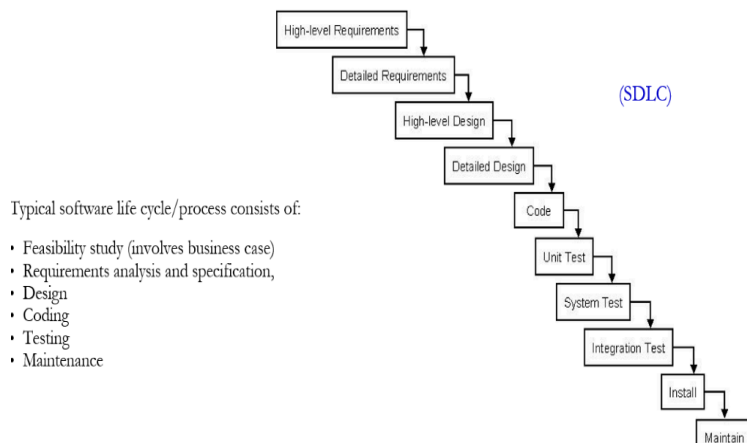 High-level Requirements
Detailed Requirements
(SDLC)
High-level Design
Detailed Design
Code
Unit Test
System Test
Integration Test
Install
Maintain
Typical software life cycle/process consists of:
• Feasibility study (involves business case)
• Requirements analysis and specification,
• Design
• Coding
• Testing
• Maintenance